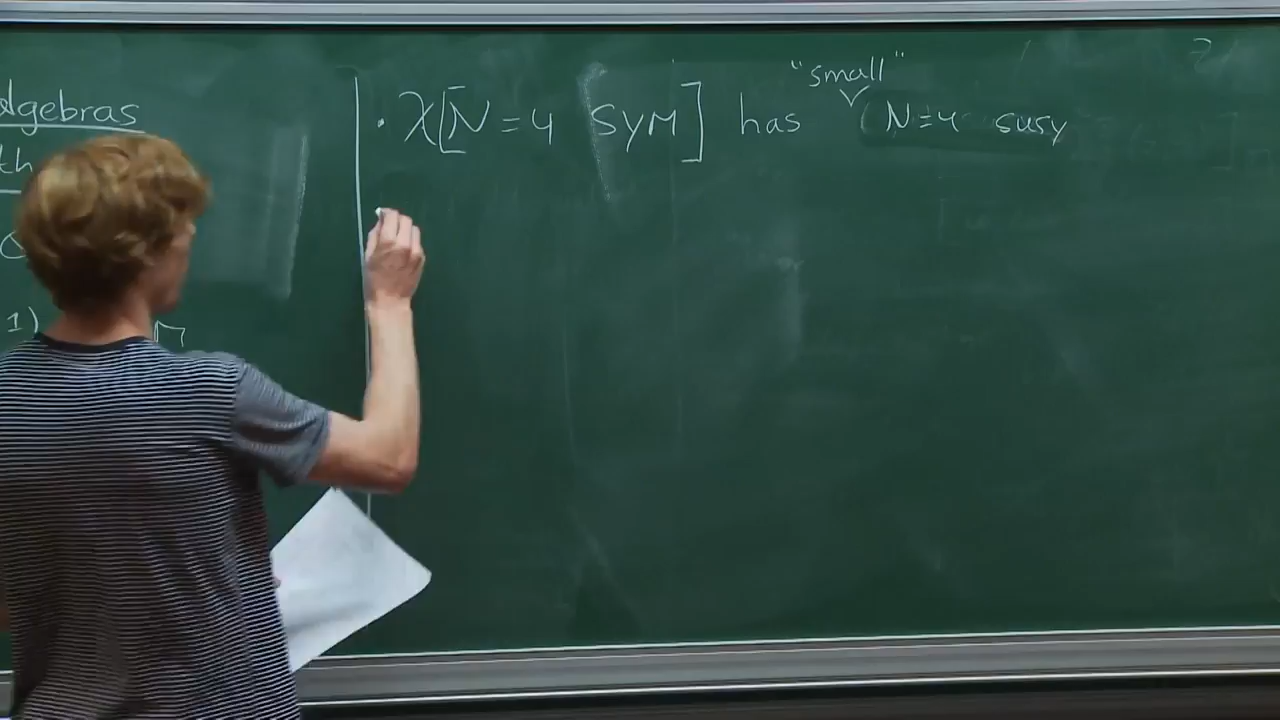 lgebras
th
1)
"small"
· χ[N=4 SYM] has N=4 susy